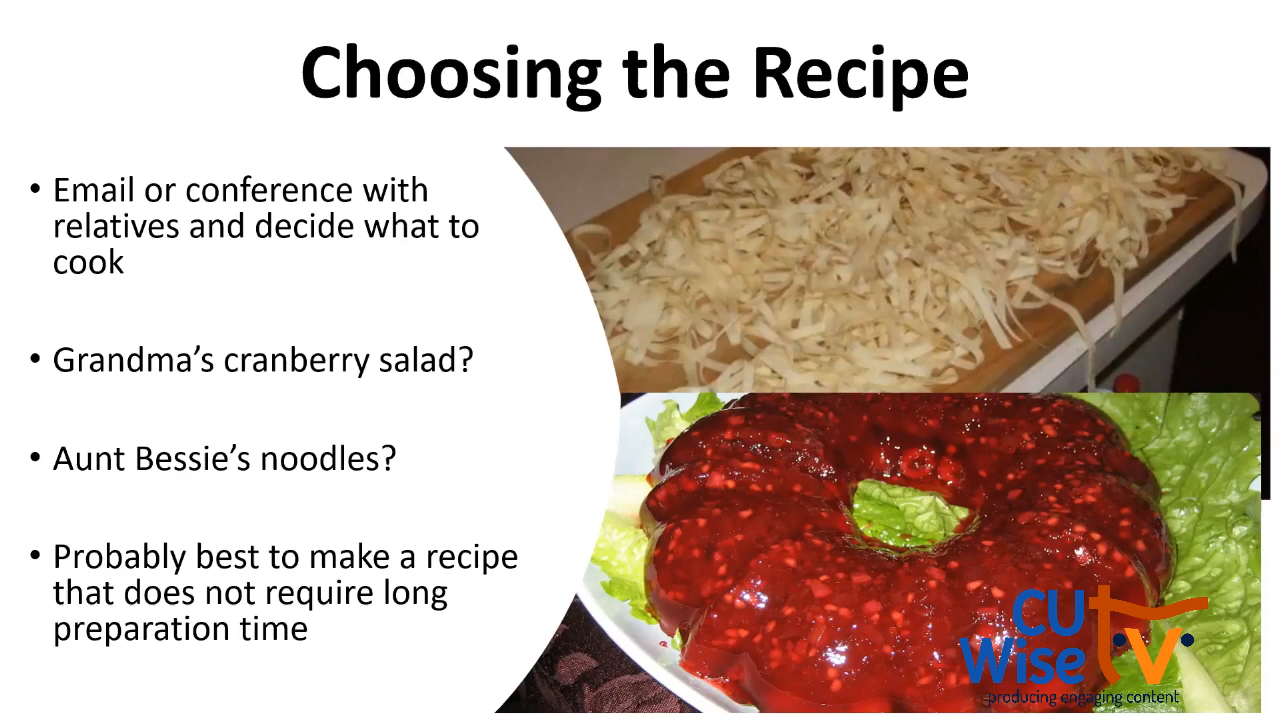 Choosing the Recipe
• Email or conference with
relatives and decide what to
cook
• Grandma’s cranberry salad?
• Aunt Bessie’s noodles?
• Probably best to make a recipe
that does not require long
preparation time
CU
Wise tv
producing engaging content